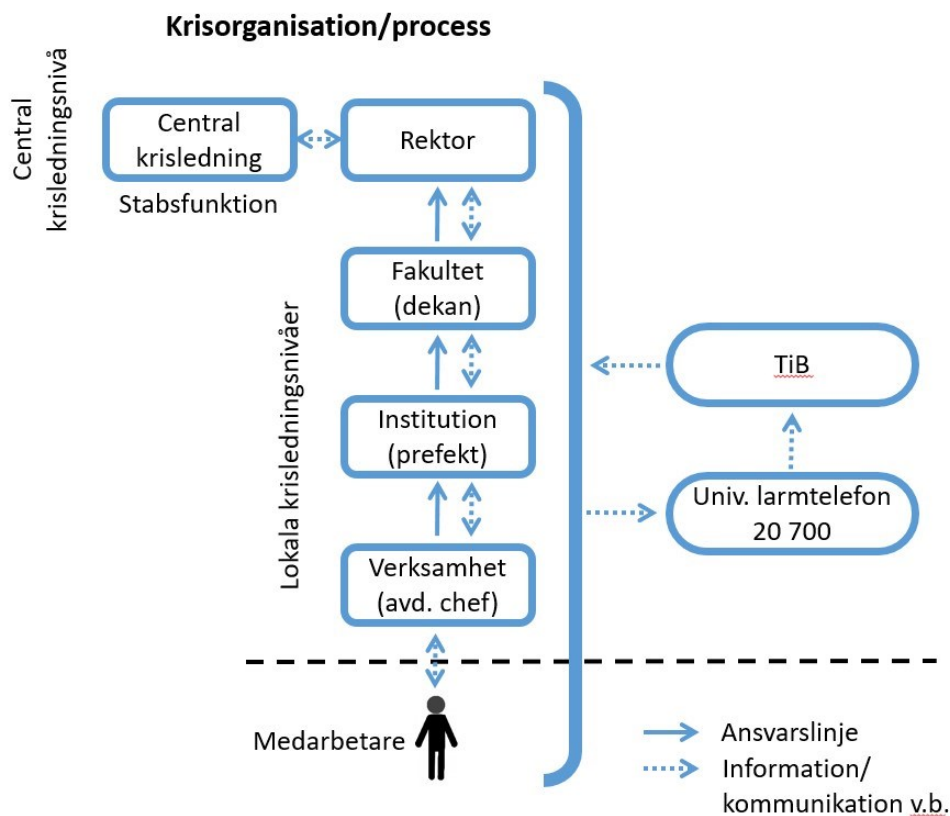 Krisorganisation/process
Central
krisledningsnivå
Central
krisledning
Stabsfunktion
Rektor
Lokala krisledningsnivåer
Fakultet
(dekan)
Institution
(prefekt)
Verksamhet
(avd. chef)
TiB
Univ. larmtelefon
20 700
Medarbetare
Ansvarslinje
Information/
kommunikation v.b.